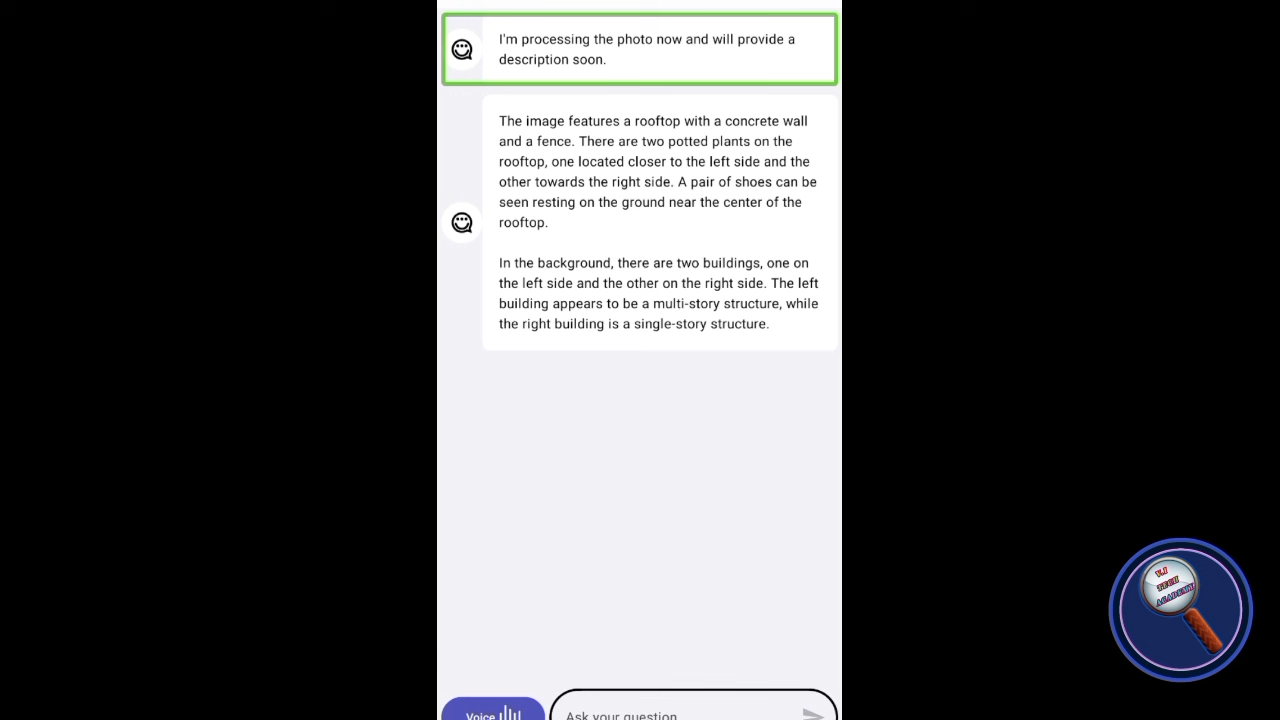 I'm processing the photo now and will provide a
description soon.
The image features a rooftop with a concrete wall
and a fence. There are two potted plants on the
rooftop, one located closer to the left side and the
other towards the right side. A pair of shoes can be
seen resting on the ground near the center of the
rooftop.
In the background, there are two buildings, one on
the left side and the other on the right side. The left
building appears to be a multi-story structure, while
the right building is a single-story structure.
Voice
Ask your question
V.I
TECH
ACADEMY